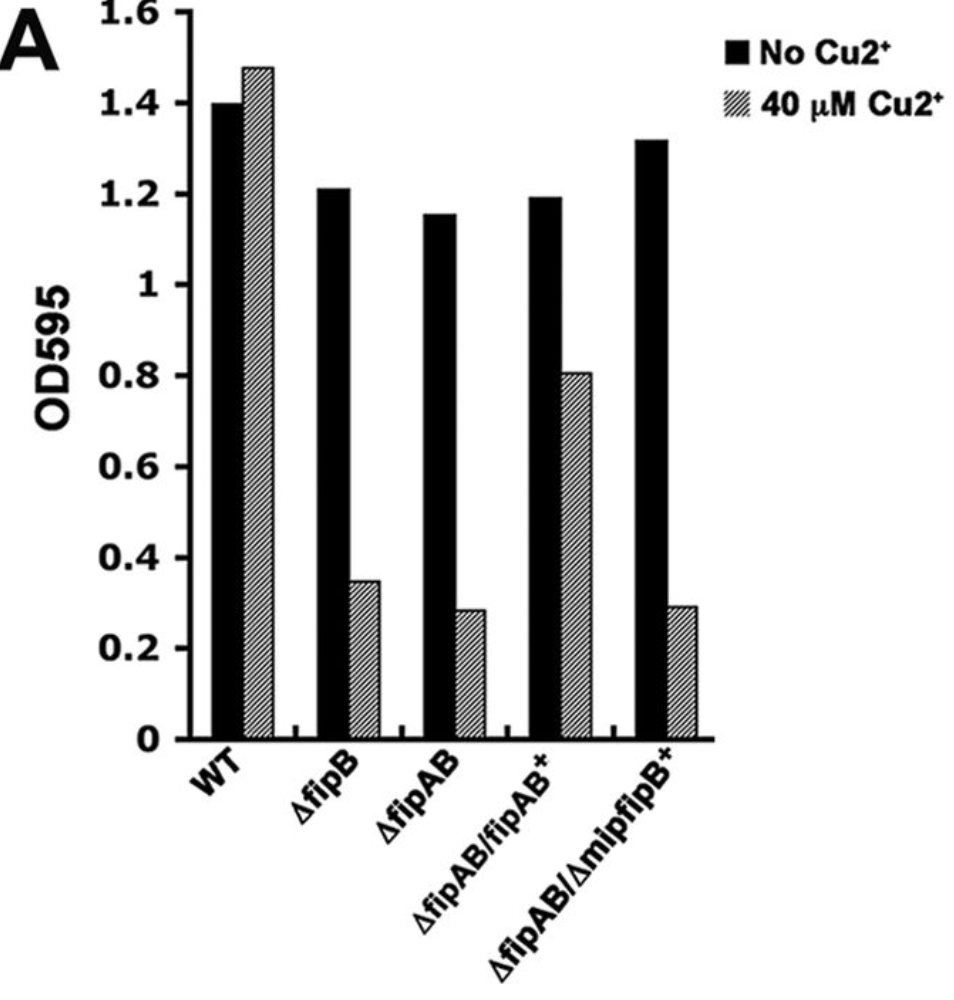 A
1.6
1.4
1.2
1
0.8
0.6
0.4
0.2
0
OD595
No Cu2⁺
40 µM Cu2⁺
WT
ΔfipB
ΔfipAB
ΔfipAB/fipAB⁺
ΔfipAB/ΔmipfipB⁺